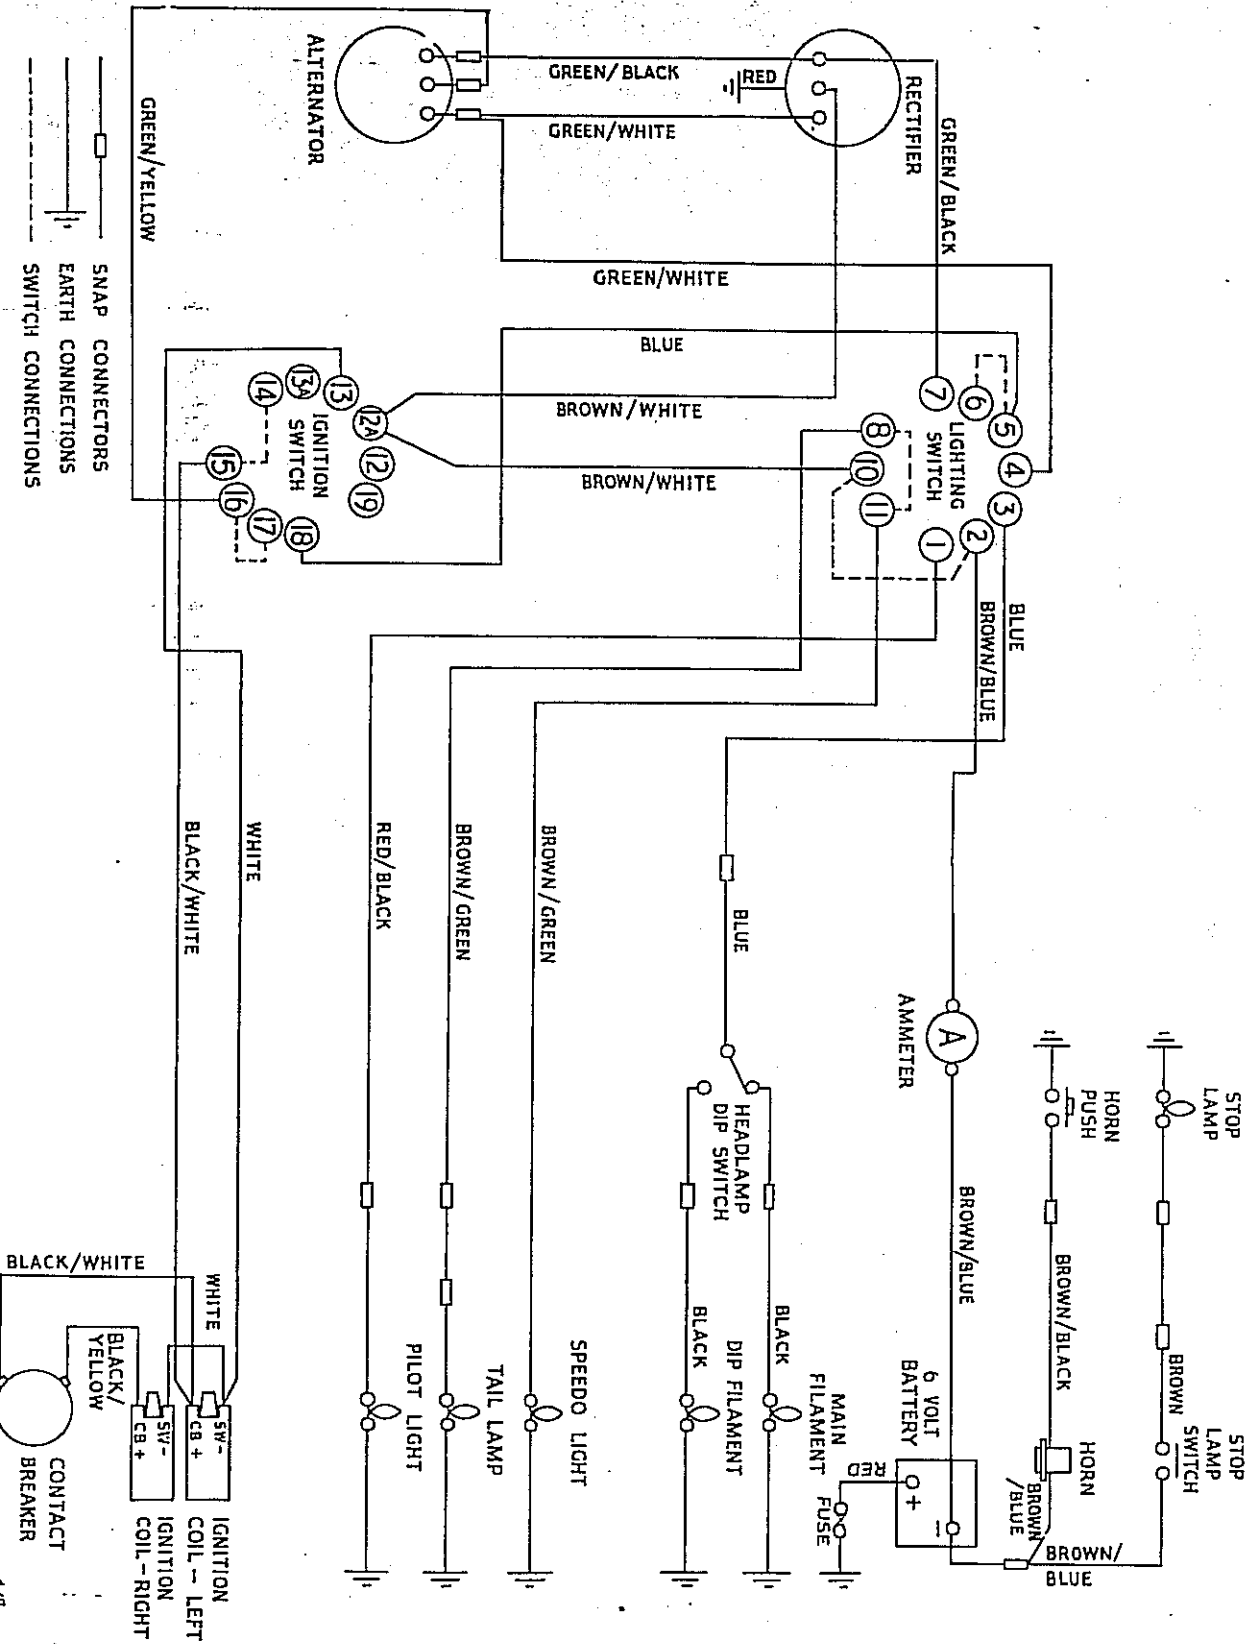 STOP
LAMP
STOP
LAMP
SWITCH
BROWN
HORN
PUSH
BROWN/BLACK
HORN
BROWN
/BLUE
BROWN/
BLUE
AMMETER
A
BROWN/BLUE
6 VOLT
BATTERY
+
−
RED
FUSE
MAIN
FILAMENT
BLACK
HEADLAMP
DIP SWITCH
DIP FILAMENT
BLACK
BLUE
SPEEDO LIGHT
BROWN/GREEN
TAIL LAMP
BROWN/GREEN
PILOT LIGHT
RED/BLACK
RECTIFIER
RED
GREEN/BLACK
GREEN/BLACK
GREEN/WHITE
ALTERNATOR
GREEN/WHITE
GREEN/YELLOW
BLUE
BROWN/WHITE
BROWN/WHITE
LIGHTING
SWITCH
1
2
3
4
5
6
7
8
10
11
BLUE
BROWN/BLUE
IGNITION
SWITCH
12
12A
13
13A
14
15
16
17
18
19
WHITE
BLACK/WHITE
WHITE
BLACK/WHITE
BLACK/
YELLOW
SW-
CB +
SW-
CB +
IGNITION
COIL - LEFT
IGNITION
COIL - RIGHT
CONTACT
BREAKER
SNAP CONNECTORS
EARTH CONNECTIONS
SWITCH CONNECTIONS